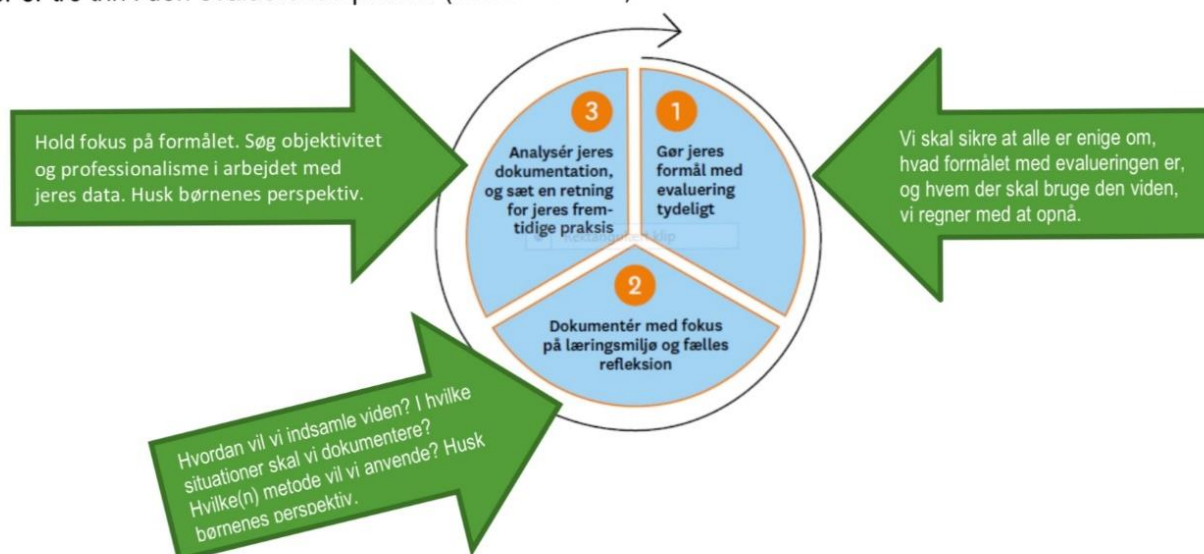 3
Analysér jeres
dokumentation,
og sæt en retning
for jeres frem-
tidige praksis
1
Gør jeres
formål med
evaluering
tydeligt
2
Dokumentér med fokus
på læringsmiljø og fælles
refleksion
Hold fokus på formålet. Søg objektivitet
og professionalisme i arbejdet med
jeres data. Husk børnenes perspektiv.
Vi skal sikre at alle er enige om,
hvad formålet med evalueringen er,
og hvem der skal bruge den viden,
vi regner med at opnå.
Hvordan vil vi indsamle viden? I hvilke
situationer skal vi dokumentere?
Hvilke(n) metode vil vi anvende? Husk
børnenes perspektiv.